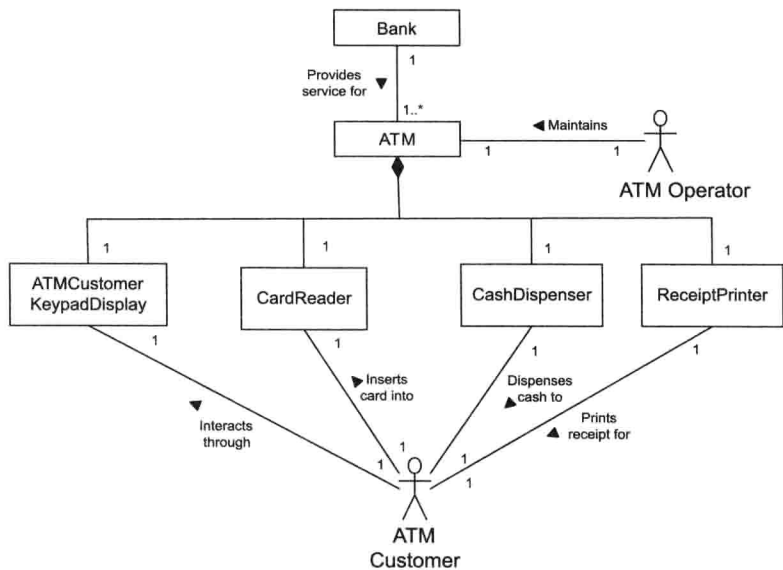 Bank
1
Provides
service for
1..*
ATM
Maintains
1
1
ATM Operator
1
1
1
1
ATMCustomer
KeypadDisplay
CardReader
CashDispenser
ReceiptPrinter
1
1
1
1
Inserts
card into
Dispenses
cash to
Interacts
through
Prints
receipt for
1
1
1
1
ATM
Customer